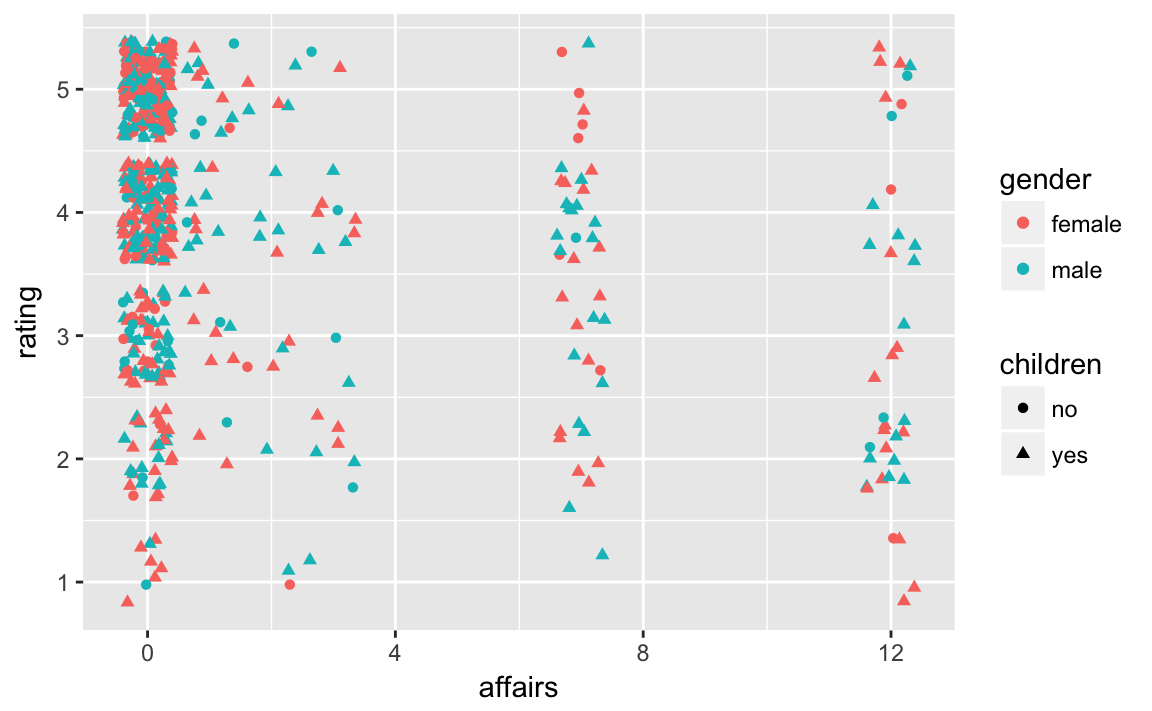 5
4
3
2
1
rating
0
4
8
12
affairs
gender
female
male
children
no
yes